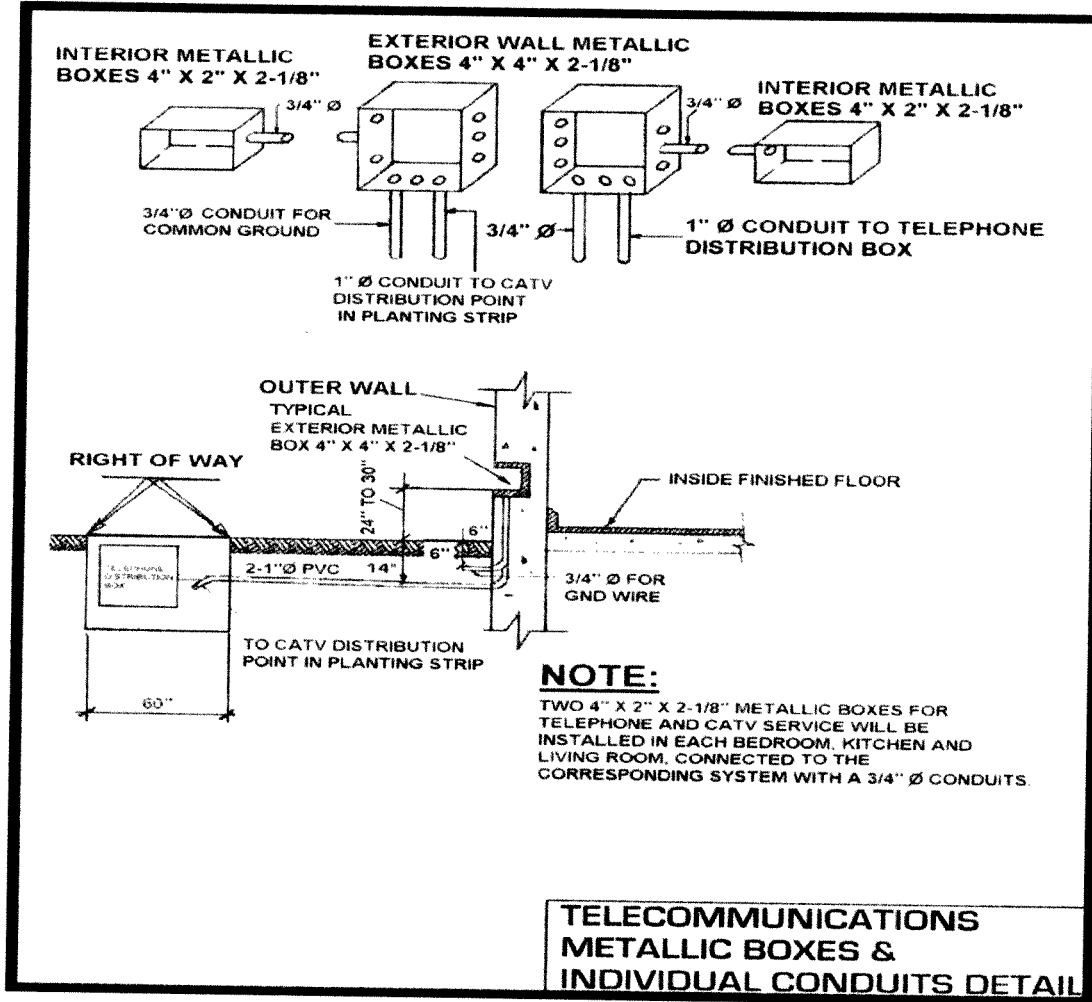 INTERIOR METALLIC
BOXES 4" X 2" X 2-1/8"
3/4" Ø
EXTERIOR WALL METALLIC
BOXES 4" X 4" X 2-1/8"
3/4" Ø
INTERIOR METALLIC
BOXES 4" X 2" X 2-1/8"
3/4"Ø CONDUIT FOR
COMMON GROUND
3/4" Ø
1" Ø CONDUIT TO TELEPHONE
DISTRIBUTION BOX
1" Ø CONDUIT TO CATV
DISTRIBUTION POINT
IN PLANTING STRIP
OUTER WALL
TYPICAL
EXTERIOR METALLIC
BOX 4" X 4" X 2-1/8"
RIGHT OF WAY
24" TO 30"
INSIDE FINISHED FLOOR
6"
6"
TELEPHONE
DISTRIBUTION
BOX
2-1"Ø PVC
14"
3/4" Ø FOR
GND WIRE
TO CATV DISTRIBUTION
POINT IN PLANTING STRIP
60"
NOTE:
TWO 4" X 2" X 2-1/8" METALLIC BOXES FOR
TELEPHONE AND CATV SERVICE WILL BE
INSTALLED IN EACH BEDROOM, KITCHEN AND
LIVING ROOM, CONNECTED TO THE
CORRESPONDING SYSTEM WITH A 3/4" Ø CONDUITS.
TELECOMMUNICATIONS
METALLIC BOXES &
INDIVIDUAL CONDUITS DETAIL